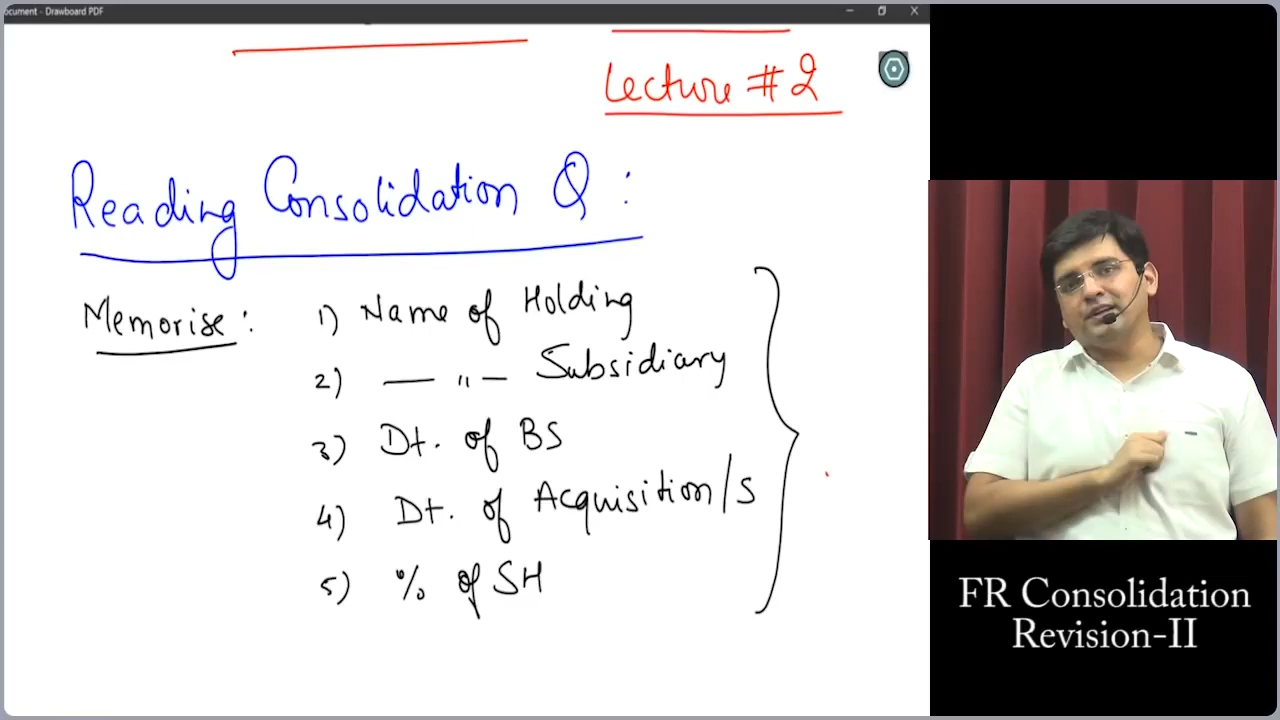 ocument - Drawboard PDF
Lecture #2
Reading Consolidation Q :
Memorise : 1) Name of Holding
2) — " — Subsidiary
3) Dt. of BS
4) Dt. of Acquisition/s
5) % of SH
FR Consolidation
Revision-II